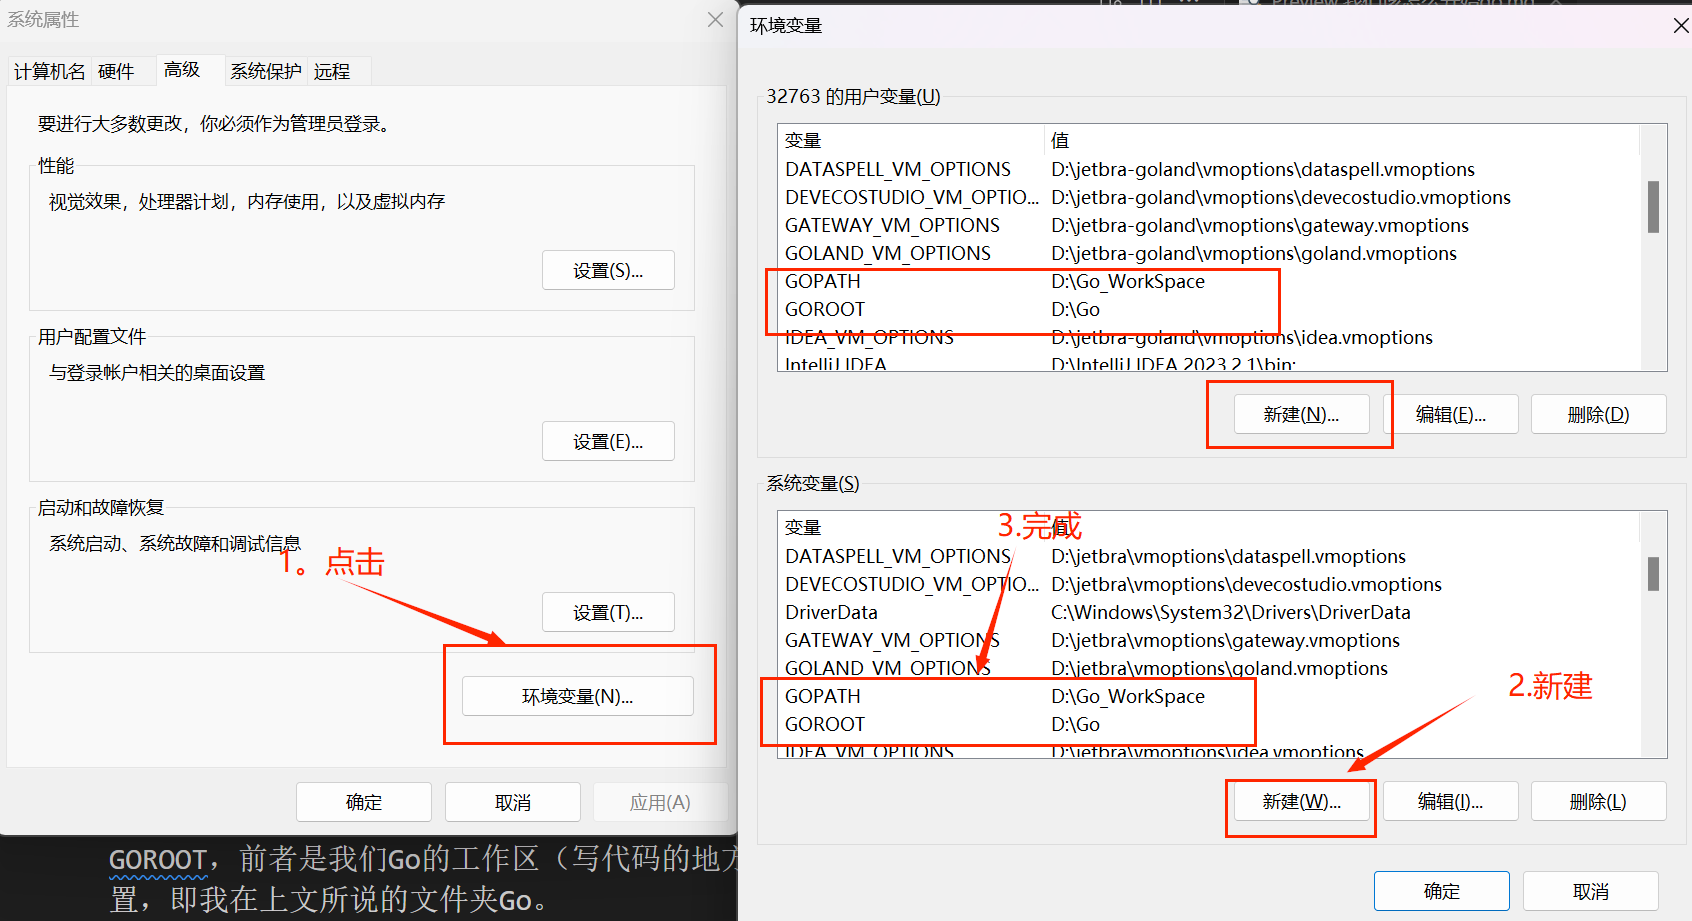 系统属性
计算机名 硬件 高级 系统保护 远程
要进行大多数更改，你必须作为管理员登录。
性能
视觉效果，处理器计划，内存使用，以及虚拟内存
设置(S)...
用户配置文件
与登录帐户相关的桌面设置
设置(E)...
启动和故障恢复
系统启动、系统故障和调试信息
1。点击
设置(T)...
环境变量(N)...
确定 取消 应用(A)
GOROOT，前者是我们Go的工作区（写代码的地方
置，即我在上文所说的文件夹Go。
环境变量
32763 的用户变量(U)
变量 值
DATASPELL_VM_OPTIONS D:\jetbra-goland\vmoptions\dataspell.vmoptions
DEVECOSTUDIO_VM_OPTIO... D:\jetbra-goland\vmoptions\devecostudio.vmoptions
GATEWAY_VM_OPTIONS D:\jetbra-goland\vmoptions\gateway.vmoptions
GOLAND_VM_OPTIONS D:\jetbra-goland\vmoptions\goland.vmoptions
GOPATH D:\Go_WorkSpace
GOROOT D:\Go
IDEA_VM_OPTIONS D:\jetbra-goland\vmoptions\idea.vmoptions
IntelliJ IDEA D:\IntelliJ IDEA 2023.2.1\bin;
新建(N)... 编辑(E)... 删除(D)
系统变量(S)
3.完成
变量 值
DATASPELL_VM_OPTIONS D:\jetbra\vmoptions\dataspell.vmoptions
DEVECOSTUDIO_VM_OPTIO... D:\jetbra\vmoptions\devecostudio.vmoptions
DriverData C:\Windows\System32\Drivers\DriverData
GATEWAY_VM_OPTIONS D:\jetbra\vmoptions\gateway.vmoptions
GOLAND_VM_OPTIONS D:\jetbra\vmoptions\goland.vmoptions
GOPATH D:\Go_WorkSpace
GOROOT D:\Go
IDEA_VM_OPTIONS D:\jetbra\vmoptions\idea.vmoptions
2.新建
新建(W)... 编辑(I)... 删除(L)
确定 取消